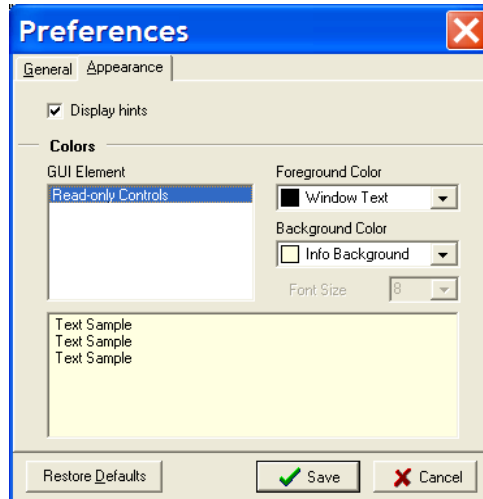 Preferences
General Appearance
Display hints
Colors
GUI Element
Read-only Controls
Foreground Color
Window Text
Background Color
Info Background
Font Size 8
Text Sample
Text Sample
Text Sample
Restore Defaults Save Cancel